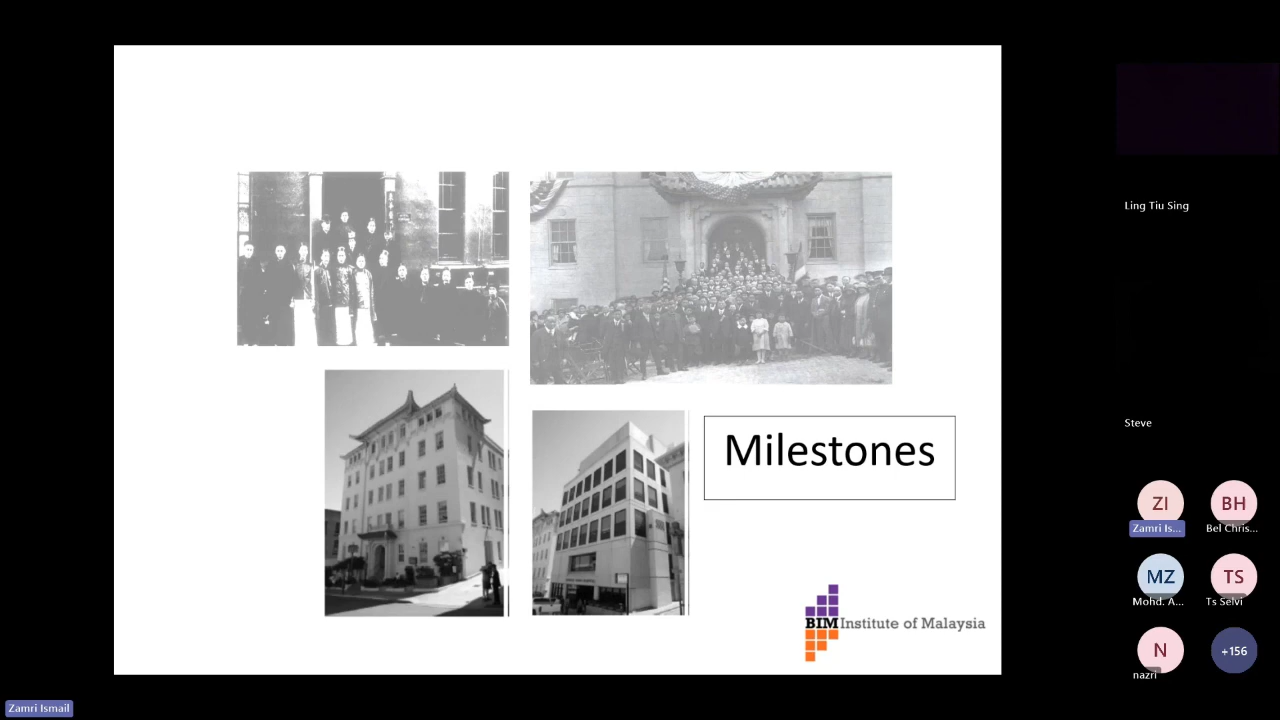 Milestones
BIM Institute of Malaysia
Ling Tiu Sing
Steve
ZI
BH
Zamri Is...
Bel Chris...
MZ
TS
Mohd. A...
Ts Selvi
N
+156
nazri
Zamri Ismail